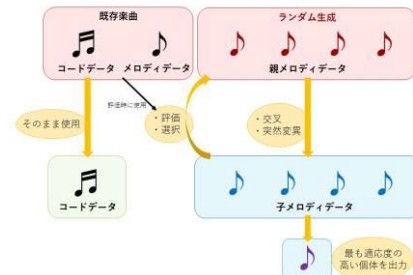 既存楽曲
コードデータ メロディデータ
ランダム生成
親メロディデータ
そのまま使用
評価時に使用
・評価
・選択
・交叉
・突然変異
コードデータ
子メロディデータ
最も適応度の
高い個体を出力